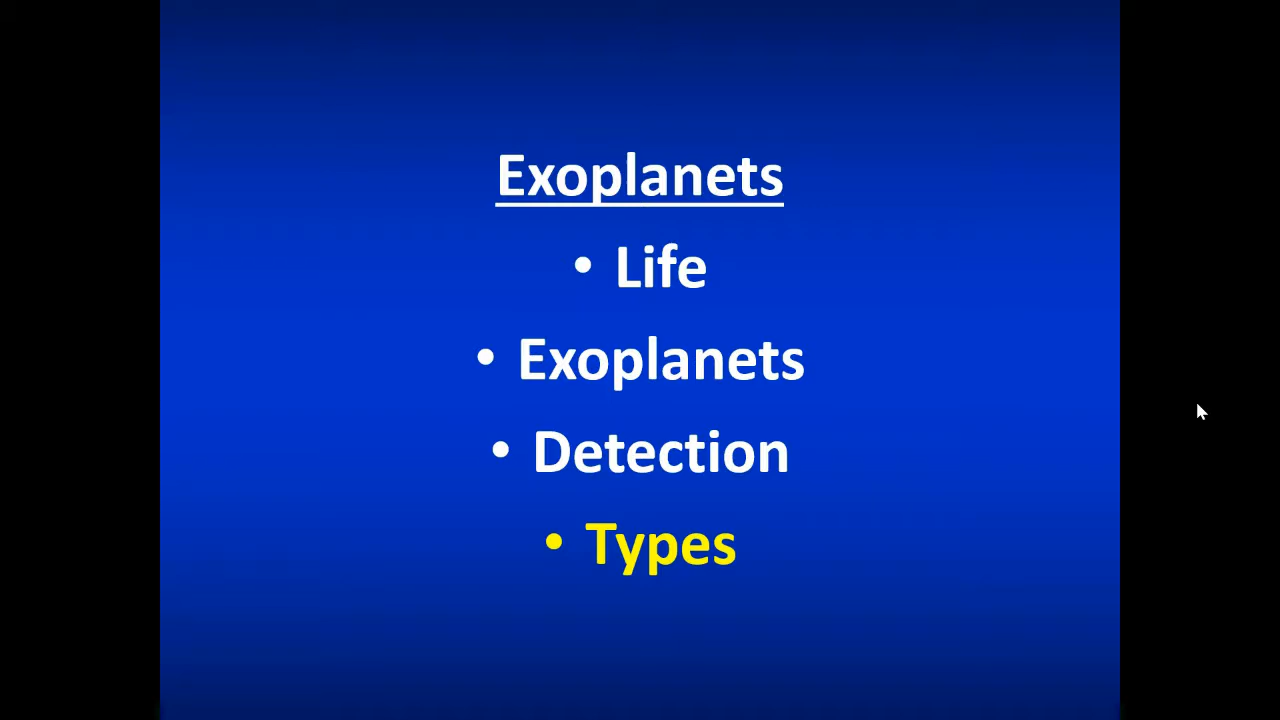 Exoplanets
• Life
• Exoplanets
• Detection
• Types